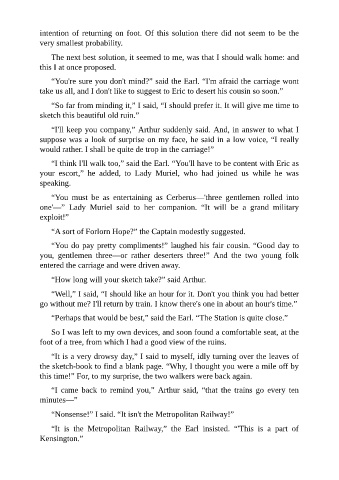 intention of returning on foot. Of this solution there did not seem to be the
very smallest probability.
The next best solution, it seemed to me, was that I should walk home: and
this I at once proposed.
“You're sure you don't mind?” said the Earl. “I'm afraid the carriage wont
take us all, and I don't like to suggest to Eric to desert his cousin so soon.”
“So far from minding it,” I said, “I should prefer it. It will give me time to
sketch this beautiful old ruin.”
“I'll keep you company,” Arthur suddenly said. And, in answer to what I
suppose was a look of surprise on my face, he said in a low voice, “I really
would rather. I shall be quite de trop in the carriage!”
“I think I'll walk too,” said the Earl. “You'll have to be content with Eric as
your escort,” he added, to Lady Muriel, who had joined us while he was
speaking.
“You must be as entertaining as Cerberus—'three gentlemen rolled into
one'—” Lady Muriel said to her companion. “It will be a grand military
exploit!”
“A sort of Forlorn Hope?” the Captain modestly suggested.
“You do pay pretty compliments!” laughed his fair cousin. “Good day to
you, gentlemen three—or rather deserters three!” And the two young folk
entered the carriage and were driven away.
“How long will your sketch take?” said Arthur.
“Well,” I said, “I should like an hour for it. Don't you think you had better
go without me? I'll return by train. I know there's one in about an hour's time.”
“Perhaps that would be best,” said the Earl. “The Station is quite close.”
So I was left to my own devices, and soon found a comfortable seat, at the
foot of a tree, from which I had a good view of the ruins.
“It is a very drowsy day,” I said to myself, idly turning over the leaves of
the sketch-book to find a blank page. “Why, I thought you were a mile off by
this time!” For, to my surprise, the two walkers were back again.
“I came back to remind you,” Arthur said, “that the trains go every ten
minutes—”
“Nonsense!” I said. “It isn't the Metropolitan Railway!”
“It is the Metropolitan Railway,” the Earl insisted. “'This is a part of
Kensington.”